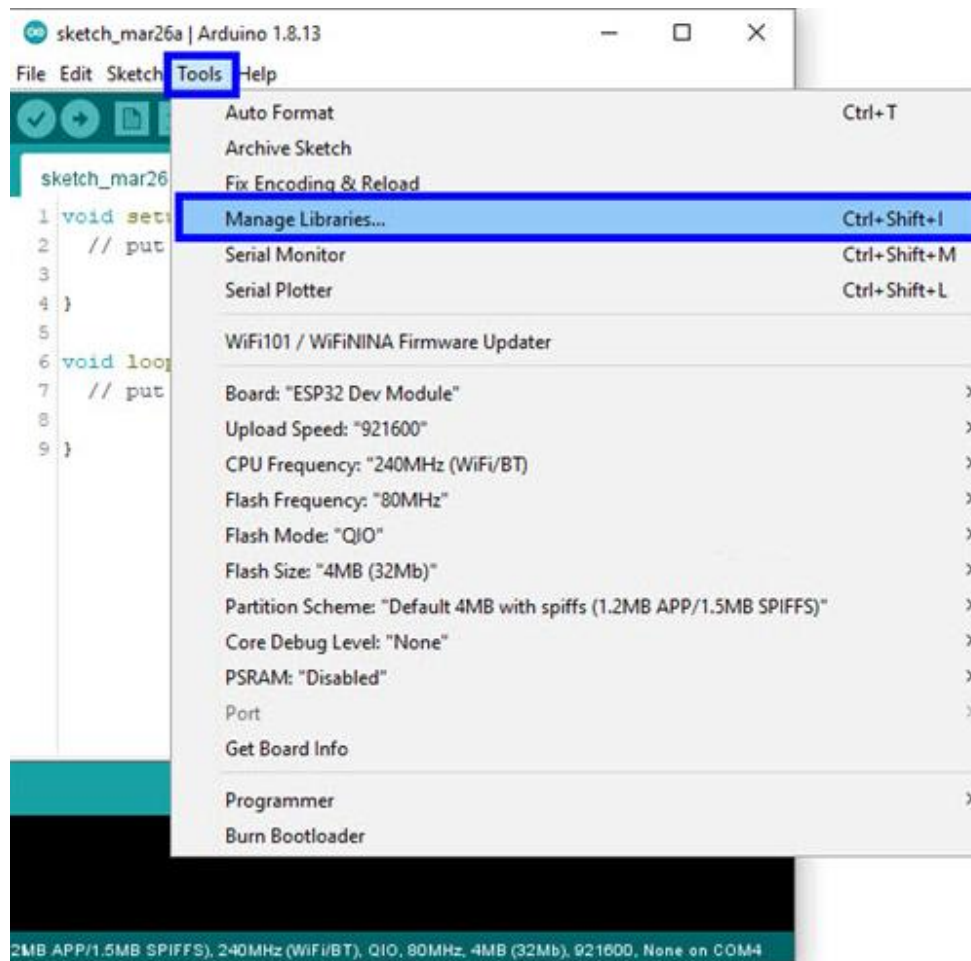 sketch_mar26a | Arduino 1.8.13
File Edit Sketch Tools Help
Auto Format Ctrl+T
Archive Sketch
Fix Encoding & Reload
sketch_mar26
Manage Libraries... Ctrl+Shift+I
Serial Monitor Ctrl+Shift+M
Serial Plotter Ctrl+Shift+L
WiFi101 / WiFiNINA Firmware Updater
Board: "ESP32 Dev Module"
Upload Speed: "921600"
CPU Frequency: "240MHz (WiFi/BT)
Flash Frequency: "80MHz"
Flash Mode: "QIO"
Flash Size: "4MB (32Mb)"
Partition Scheme: "Default 4MB with spiffs (1.2MB APP/1.5MB SPIFFS)"
Core Debug Level: "None"
PSRAM: "Disabled"
Port
Get Board Info
Programmer
Burn Bootloader
1 void set
2 // put
3
4 }
5
6 void loo
7 // put
8
9 }
2MB APP/1.5MB SPIFFS), 240MHz (WiFi/BT), QIO, 80MHz, 4MB (32Mb), 921600, None on COM4